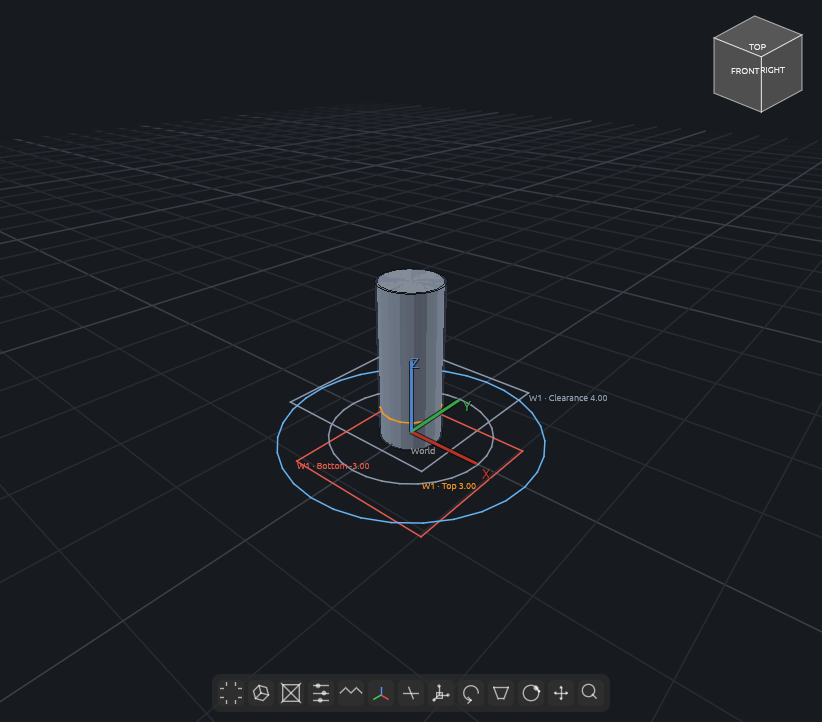 TOP
FRONT
RIGHT
Z
W1 · Clearance 4.00
Y
World
W1 · Bottom -3.00
X
W1 · Top 3.00